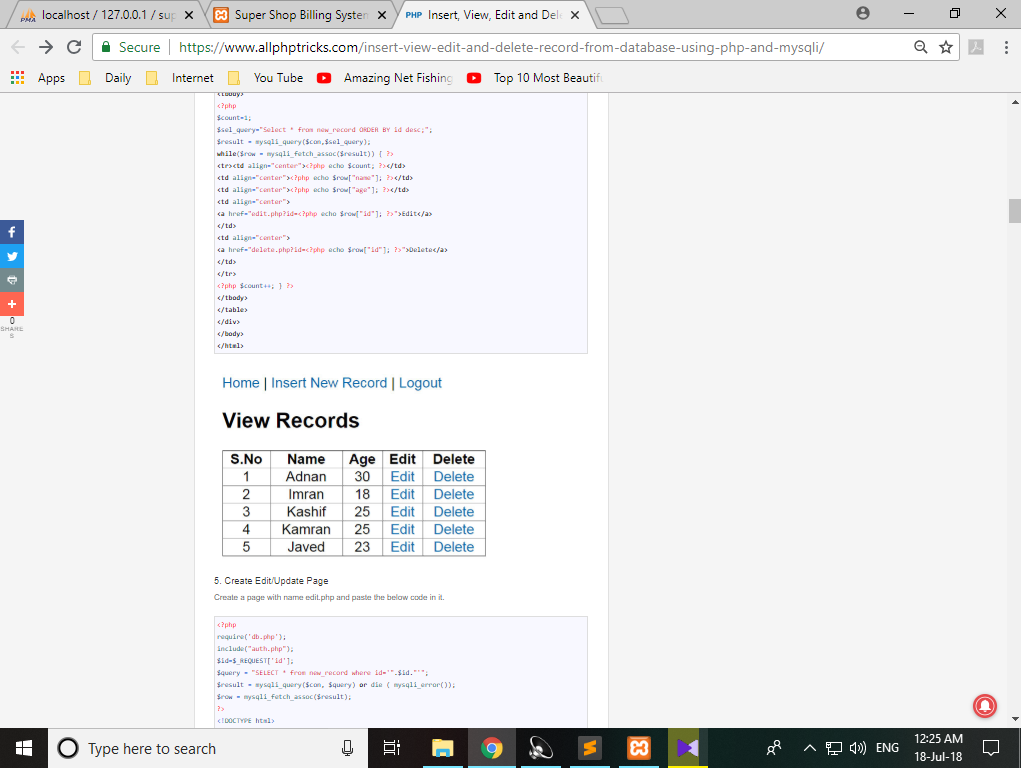 localhost / 127.0.0.1 / sup
Super Shop Billing System
PHP Insert, View, Edit and Dele
Secure https://www.allphptricks.com/insert-view-edit-and-delete-record-from-database-using-php-and-mysqli/
Apps Daily Internet You Tube Amazing Net Fishing Top 10 Most Beautifu
<tbody>
<?php
$count=1;
$sel_query="Select * from new_record ORDER BY id desc;";
$result = mysqli_query($con,$sel_query);
while($row = mysqli_fetch_assoc($result)) { ?>
<tr><td align="center"><?php echo $count; ?></td>
<td align="center"><?php echo $row["name"]; ?></td>
<td align="center"><?php echo $row["age"]; ?></td>
<td align="center">
<a href="edit.php?id=<?php echo $row["id"]; ?>">Edit</a>
</td>
<td align="center">
<a href="delete.php?id=<?php echo $row["id"]; ?>">Delete</a>
</td>
</tr>
<?php $count++; } ?>
</tbody>
</table>
</div>
</body>
</html>
0
SHARE
S
Home | Insert New Record | Logout
View Records
S.No Name Age Edit Delete
1 Adnan 30 Edit Delete
2 Imran 18 Edit Delete
3 Kashif 25 Edit Delete
4 Kamran 25 Edit Delete
5 Javed 23 Edit Delete
5. Create Edit/Update Page
Create a page with name edit.php and paste the below code in it.
<?php
require('db.php');
include("auth.php");
$id=$_REQUEST['id'];
$query = "SELECT * from new_record where id='".$id."'";
$result = mysqli_query($con, $query) or die ( mysqli_error());
$row = mysqli_fetch_assoc($result);
?>
<!DOCTYPE html>
Type here to search
ENG
12:25 AM
18-Jul-18